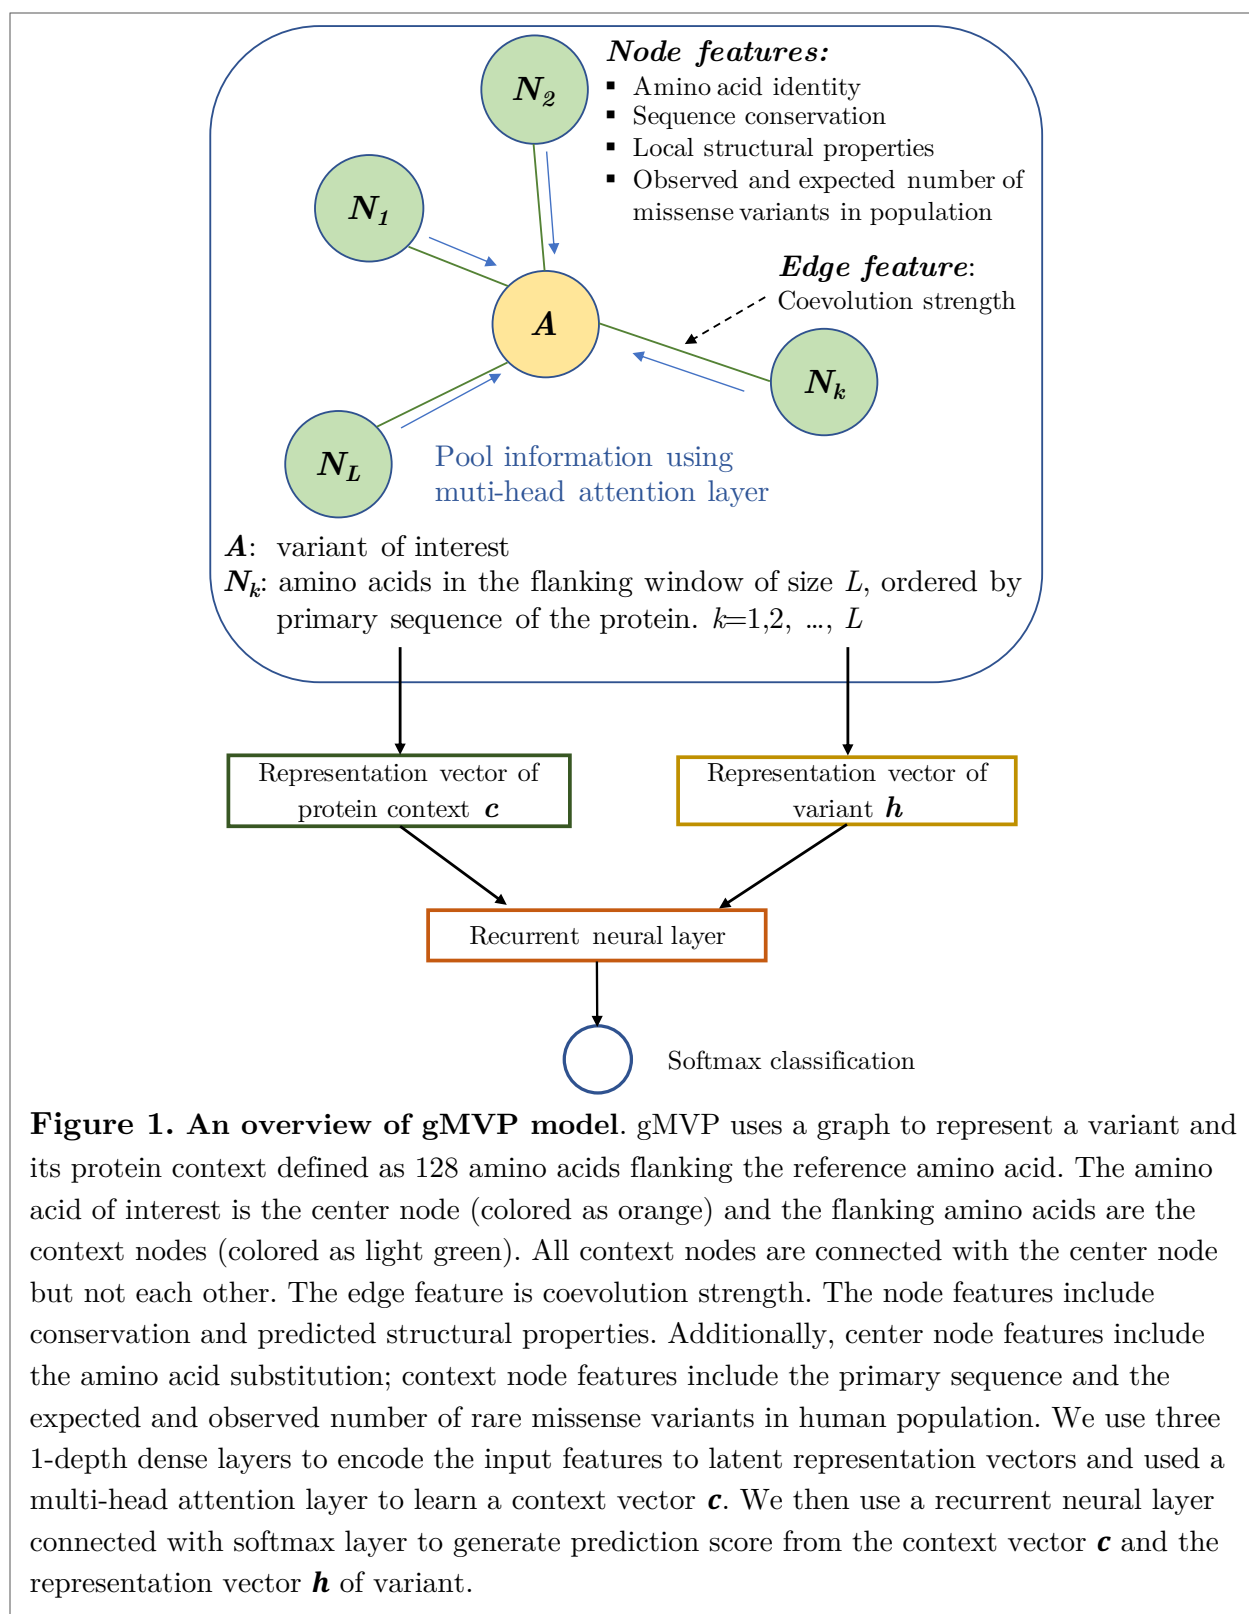 N2
Node features:
▪ Amino acid identity
▪ Sequence conservation
▪ Local structural properties
▪ Observed and expected number of
missense variants in population
N1
Edge feature:
Coevolution strength
A
Nk
NL
Pool information using
muti-head attention layer
A: variant of interest
Nk: amino acids in the flanking window of size L, ordered by
primary sequence of the protein. k=1,2, ..., L
Representation vector of
protein context c
Representation vector of
variant h
Recurrent neural layer
Softmax classification
Figure 1. An overview of gMVP model. gMVP uses a graph to represent a variant and
its protein context defined as 128 amino acids flanking the reference amino acid. The amino
acid of interest is the center node (colored as orange) and the flanking amino acids are the
context nodes (colored as light green). All context nodes are connected with the center node
but not each other. The edge feature is coevolution strength. The node features include
conservation and predicted structural properties. Additionally, center node features include
the amino acid substitution; context node features include the primary sequence and the
expected and observed number of rare missense variants in human population. We use three
1-depth dense layers to encode the input features to latent representation vectors and used a
multi-head attention layer to learn a context vector c. We then use a recurrent neural layer
connected with softmax layer to generate prediction score from the context vector c and the
representation vector h of variant.